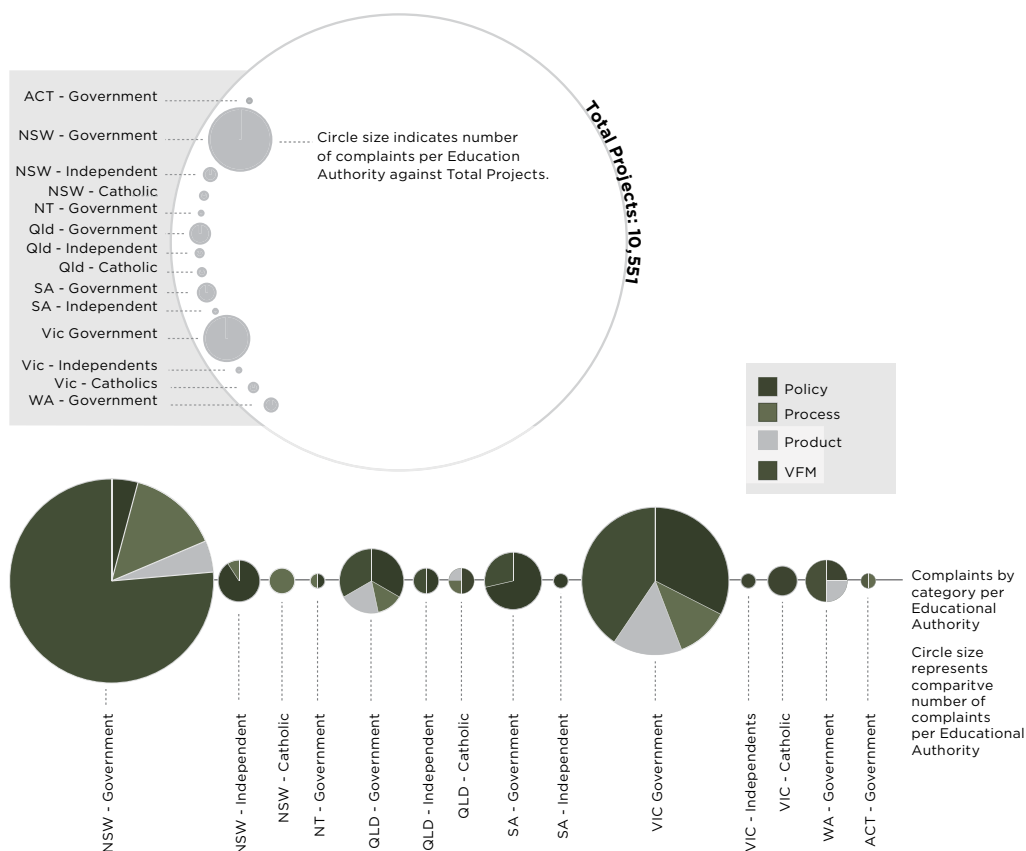 ACT - Government
NSW - Government
NSW - Independent
NSW - Catholic
NT - Government
Qld - Government
Qld - Independent
Qld - Catholic
SA - Government
SA - Independent
Vic Government
Vic - Independents
Vic - Catholics
WA - Government
Circle size indicates number
of complaints per Education
Authority against Total Projects.
Total Projects: 10,551
Policy
Process
Product
VFM
Complaints by
category per
Educational
Authority
Circle size
represents
comparitve
number of
complaints
per Educational
Authority
NSW - Government
NSW - Independent
NSW - Catholic
NT - Government
QLD - Government
QLD - Independent
QLD - Catholic
SA - Government
SA - Independent
VIC Government
VIC - Independents
VIC - Catholic
WA - Government
ACT - Government